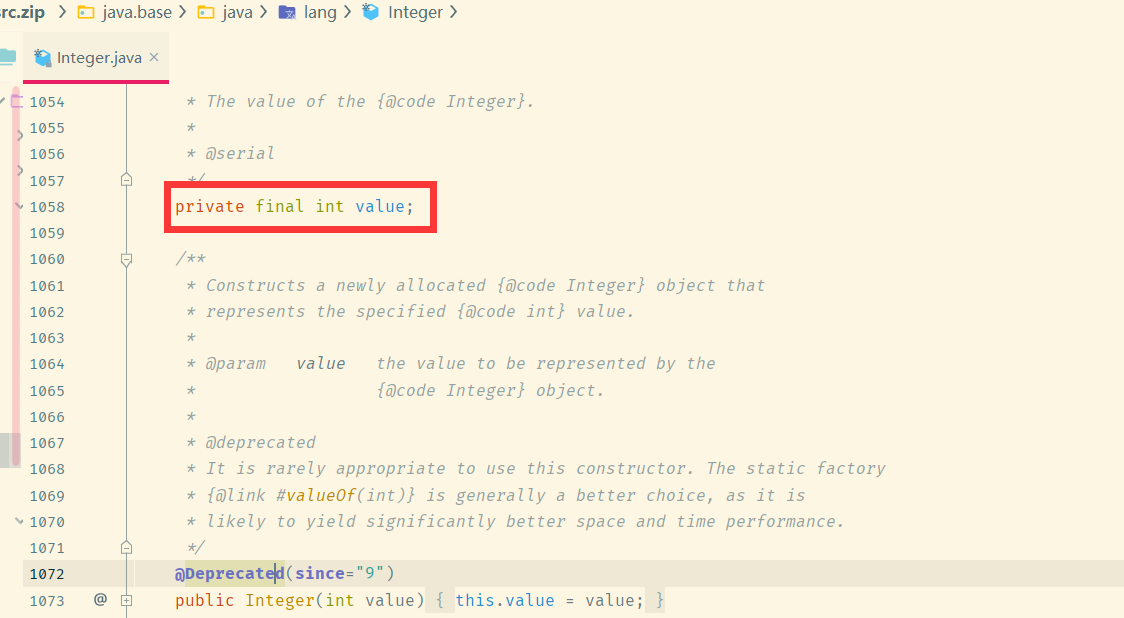 rc.zip > java.base > java > lang > Integer >
Integer.java ×
1054 * The value of the {@code Integer}.
1055 *
1056 * @serial
1057 */
1058 private final int value;
1059
1060 /**
1061 * Constructs a newly allocated {@code Integer} object that
1062 * represents the specified {@code int} value.
1063 *
1064 * @param value the value to be represented by the
1065 * {@code Integer} object.
1066 *
1067 * @deprecated
1068 * It is rarely appropriate to use this constructor. The static factory
1069 * {@link #valueOf(int)} is generally a better choice, as it is
1070 * likely to yield significantly better space and time performance.
1071 */
1072 @Deprecated(since="9")
1073 @ public Integer(int value) { this.value = value; }